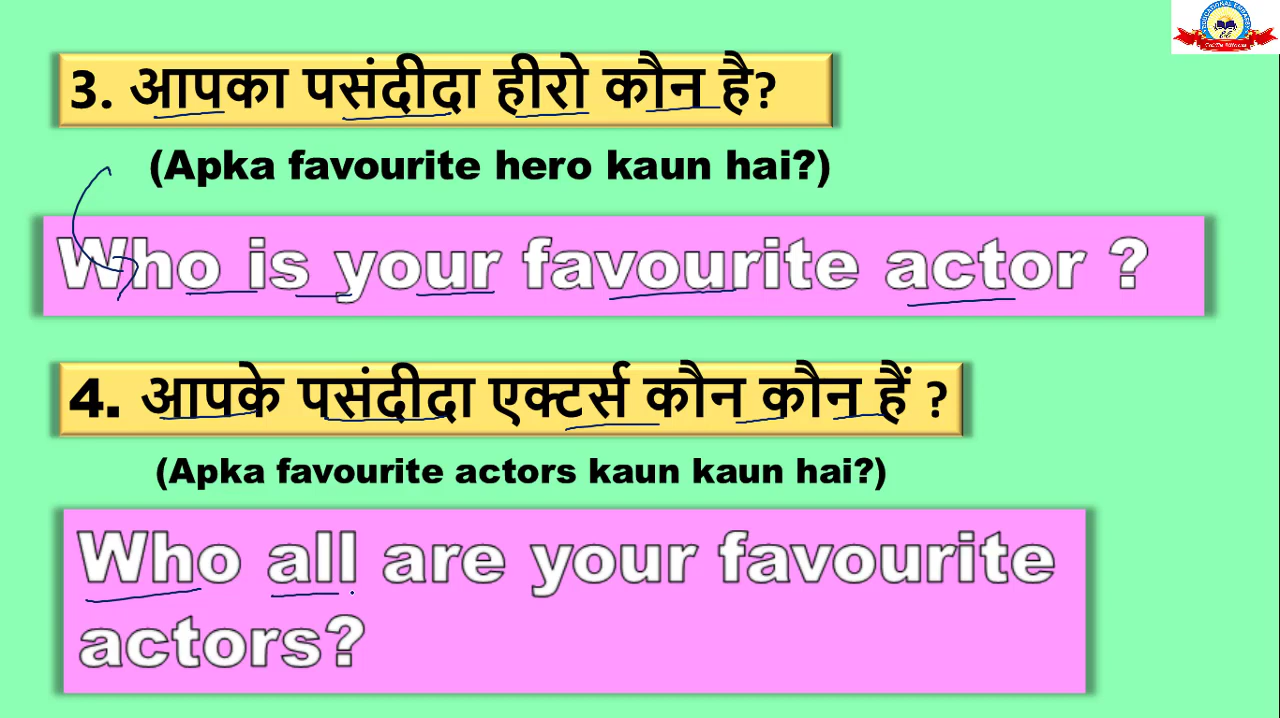 3. आपका पसंदीदा हीरो कौन है?
(Apka favourite hero kaun hai?)
Who is your favourite actor ?
4. आपके पसंदीदा एक्टर्स कौन कौन हैं ?
(Apka favourite actors kaun kaun hai?)
Who all are your favourite
actors?